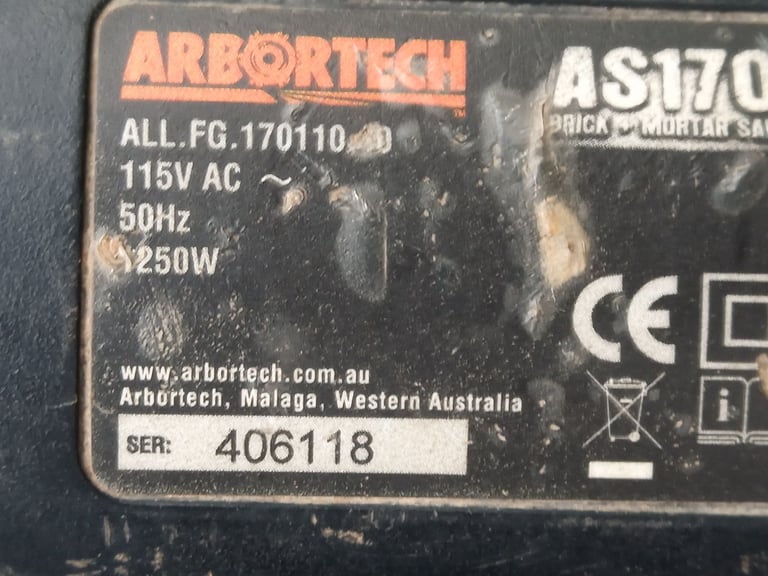 ARBORTECH
AS170
BRICK + MORTAR
ALL.FG.170110
115V AC ~
50Hz
1250W
CE
www.arbortech.com.au
Arbortech, Malaga, Western Australia
SER: 406118